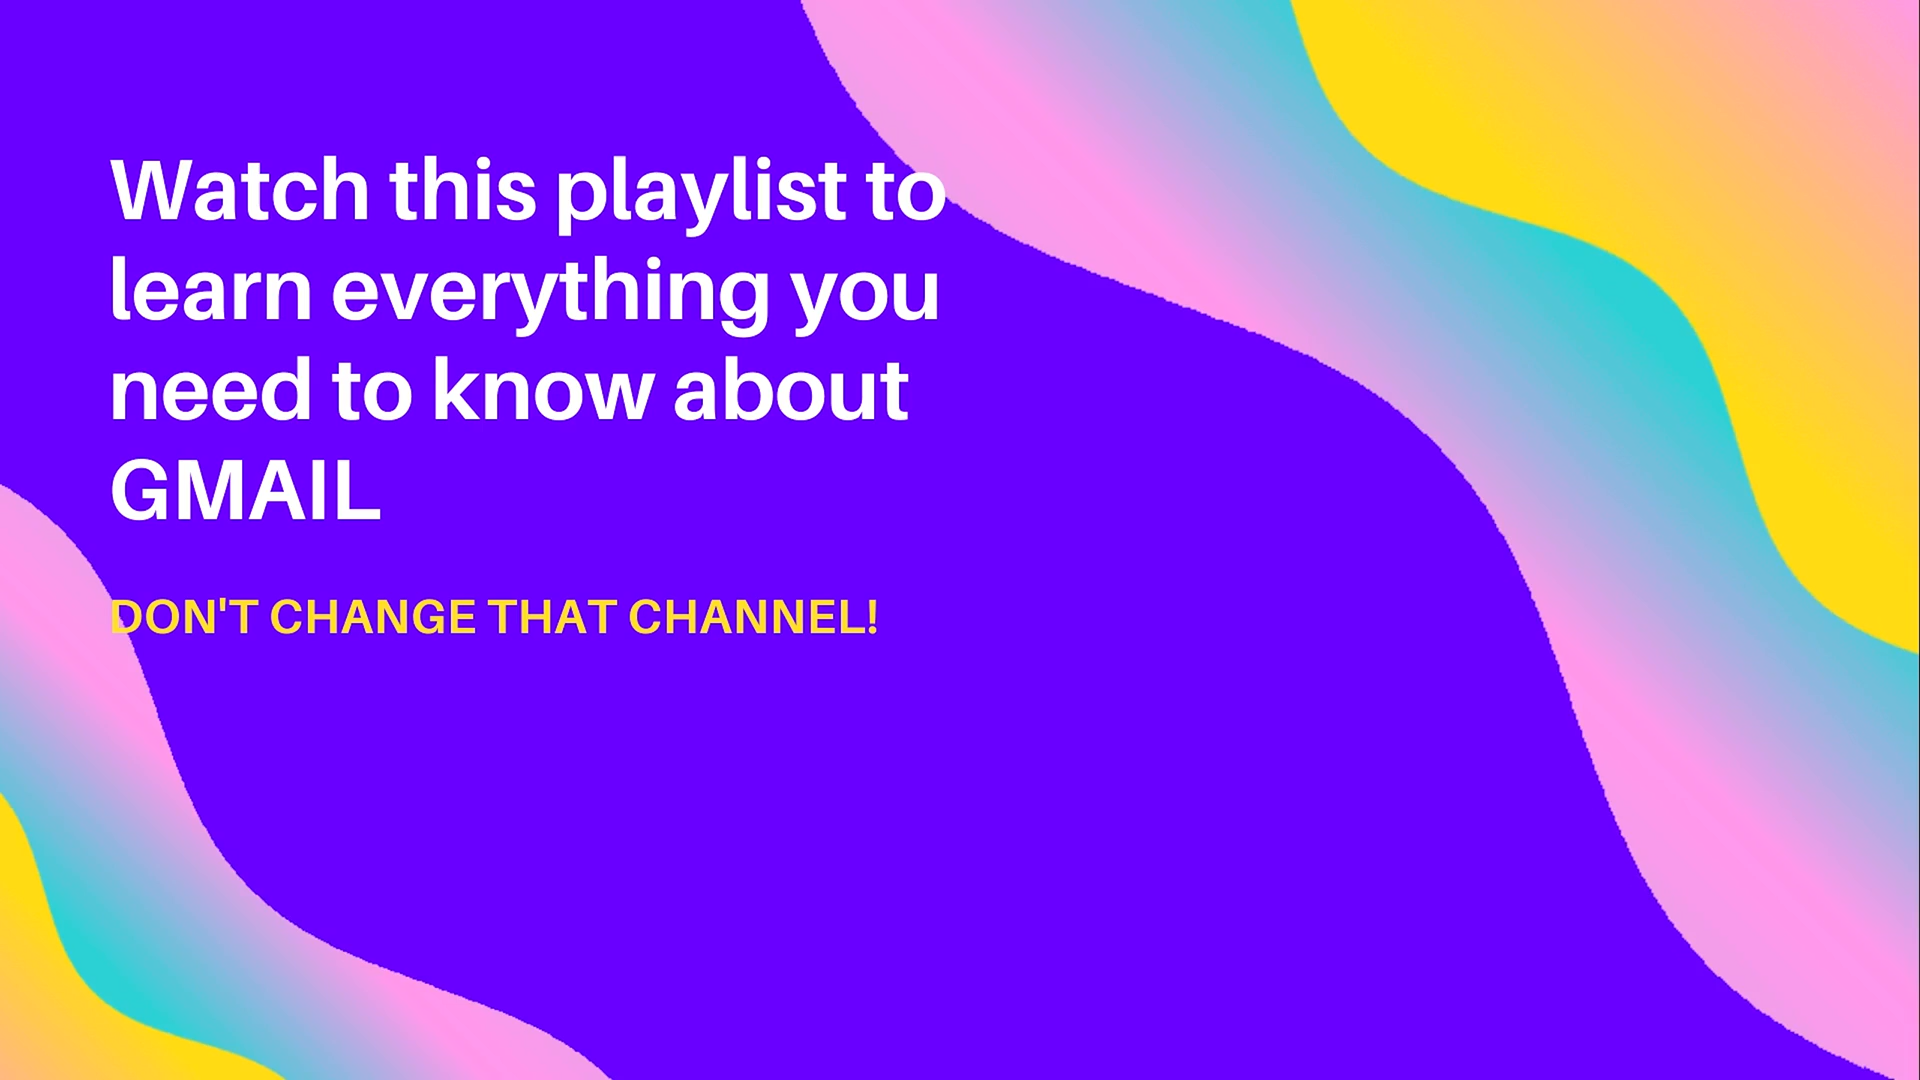 Watch this playlist to
learn everything you
need to know about
GMAIL
DON'T CHANGE THAT CHANNEL!